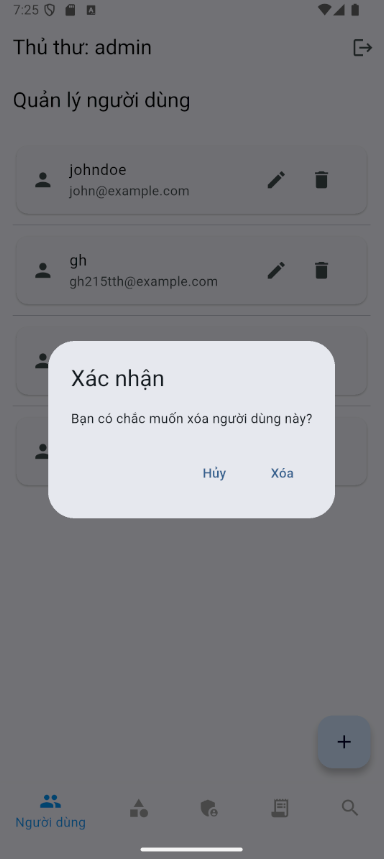 7:25
Thủ thư: admin
Quản lý người dùng
johndoe
john@example.com
gh
gh215tth@example.com
Xác nhận
Bạn có chắc muốn xóa người dùng này?
Hủy Xóa
Người dùng